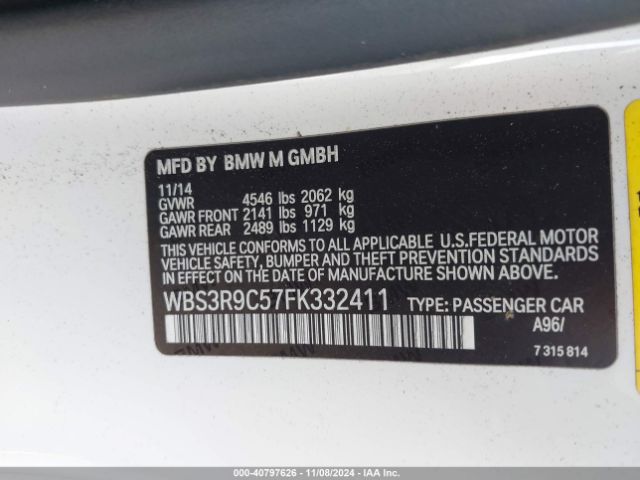 MFD BY BMW M GMBH
11/14
GVWR 4546 lbs 2062 kg
GAWR FRONT 2141 lbs 971 kg
GAWR REAR 2489 lbs 1129 kg
THIS VEHICLE CONFORMS TO ALL APPLICABLE U.S.FEDERAL MOTOR
VEHICLE SAFETY, BUMPER AND THEFT PREVENTION STANDARDS
IN EFFECT ON THE DATE OF MANUFACTURE SHOWN ABOVE.
WBS3R9C57FK332411 TYPE: PASSENGER CAR
A96/
7 315 814
©-40797626 - 11/08/2024 - IAA Inc.